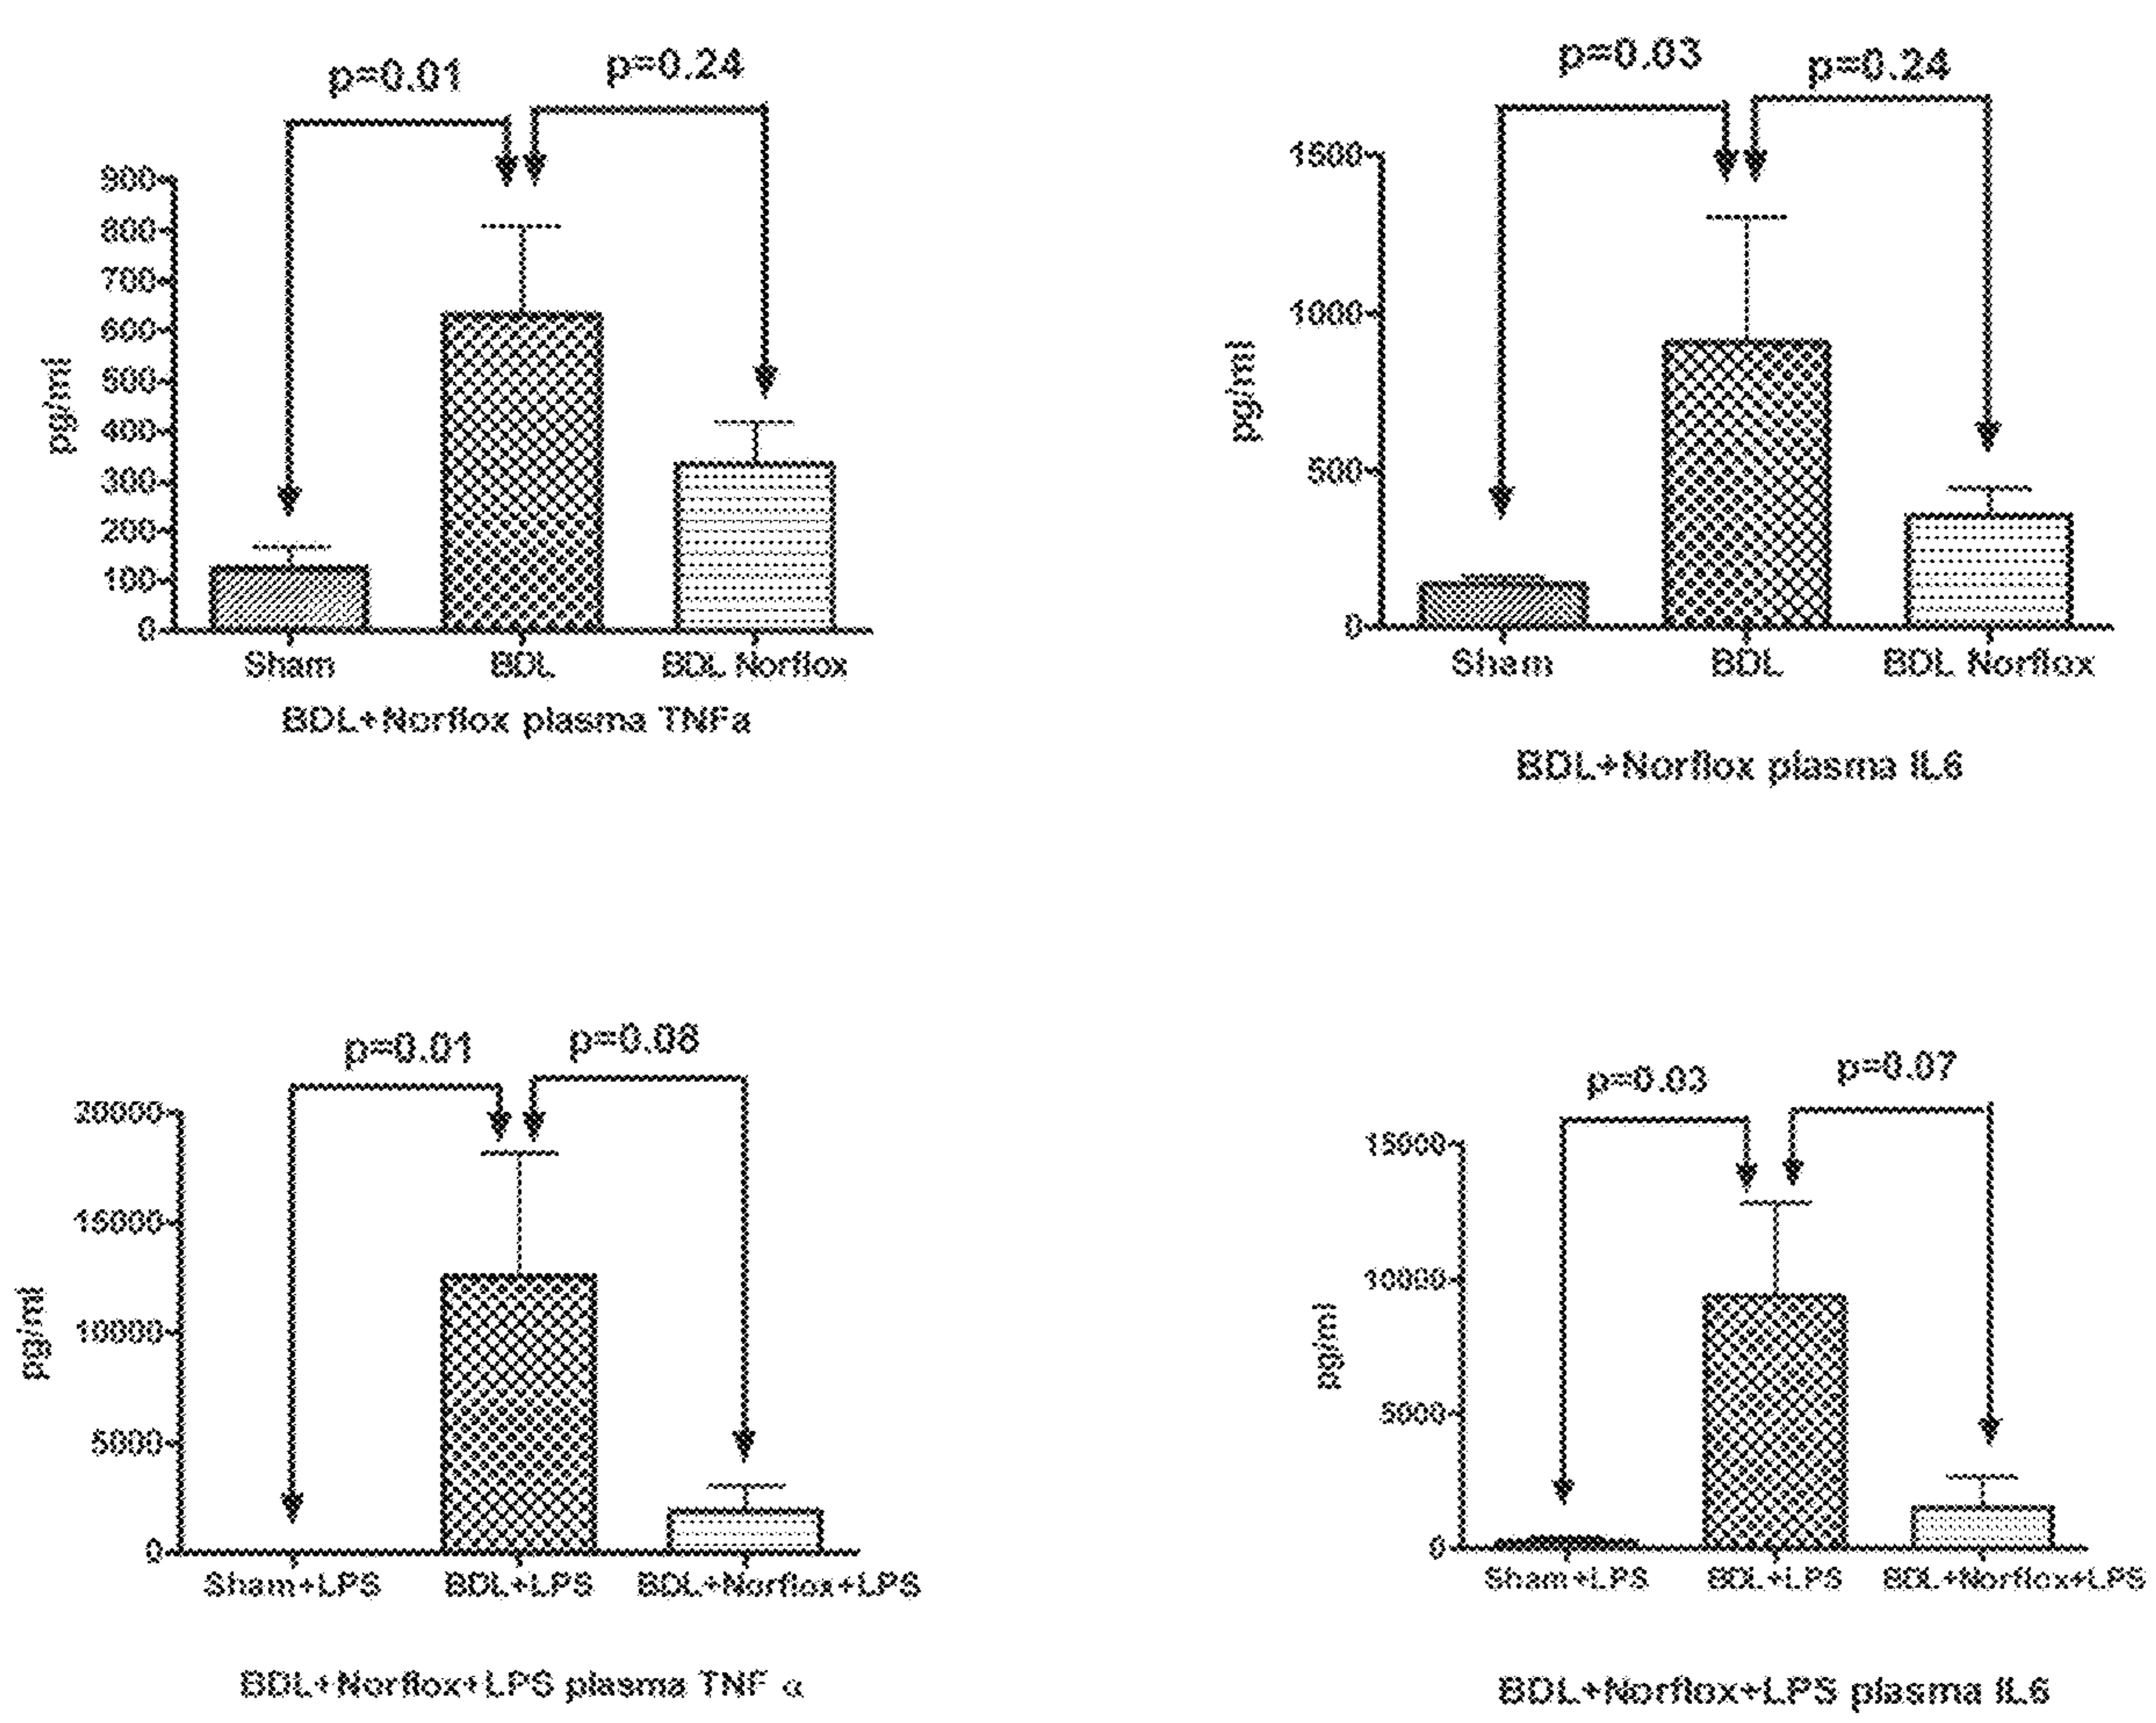 p=0.01
p=0.24
900
800
700
600
500
400
300
200
100
0
pg/ml
Sham
BDL
BDL Norflox
BDL+Norflox plasma TNFa
p=0.03
p=0.24
1500
1000
500
0
pg/ml
Sham
BDL
BDL Norflox
BDL+Norflox plasma IL6
p=0.01
p=0.08
20000
15000
10000
5000
0
pg/ml
Sham+LPS
BDL+LPS
BDL+Norflox+LPS
BDL+Norflox+LPS plasma TNF α
p=0.03
p=0.07
15000
10000
5000
0
pg/ml
Sham+LPS
BDL+LPS
BDL+Norflox+LPS
BDL+Norflox+LPS plasma IL6